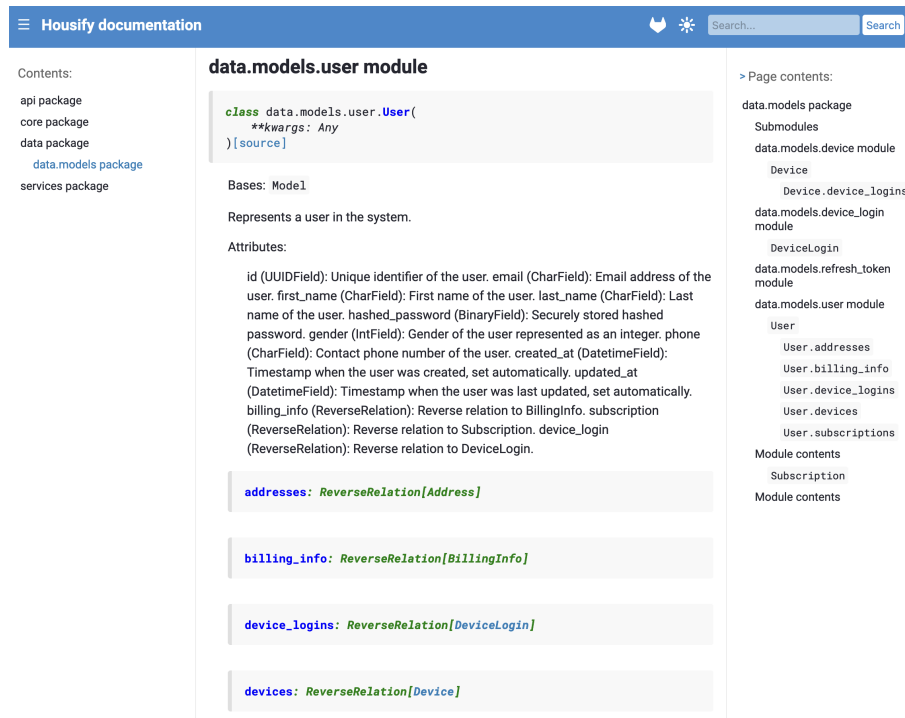 ☰ Housify documentation
Search...
Search
Contents:
api package
core package
data package
data.models package
services package
data.models.user module
class data.models.user.User(
**kwargs: Any
)[source]
Bases: Model
Represents a user in the system.
Attributes:
id (UUIDField): Unique identifier of the user. email (CharField): Email address of the
user. first_name (CharField): First name of the user. last_name (CharField): Last
name of the user. hashed_password (BinaryField): Securely stored hashed
password. gender (IntField): Gender of the user represented as an integer. phone
(CharField): Contact phone number of the user. created_at (DatetimeField):
Timestamp when the user was created, set automatically. updated_at
(DatetimeField): Timestamp when the user was last updated, set automatically.
billing_info (ReverseRelation): Reverse relation to BillingInfo. subscription
(ReverseRelation): Reverse relation to Subscription. device_login
(ReverseRelation): Reverse relation to DeviceLogin.
addresses: ReverseRelation[Address]
billing_info: ReverseRelation[BillingInfo]
device_logins: ReverseRelation[DeviceLogin]
devices: ReverseRelation[Device]
> Page contents:
data.models package
Submodules
data.models.device module
Device
Device.device_logins
data.models.device_login
module
DeviceLogin
data.models.refresh_token
module
data.models.user module
User
User.addresses
User.billing_info
User.device_logins
User.devices
User.subscriptions
Module contents
Subscription
Module contents